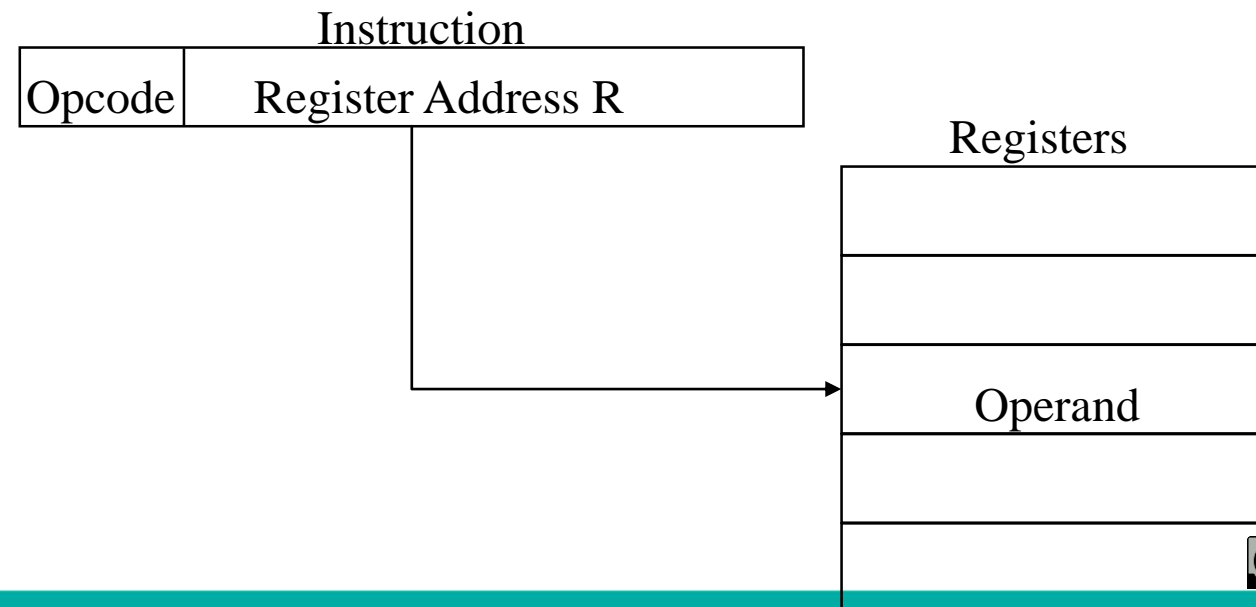 Instruction
Opcode Register Address R
Registers
Operand